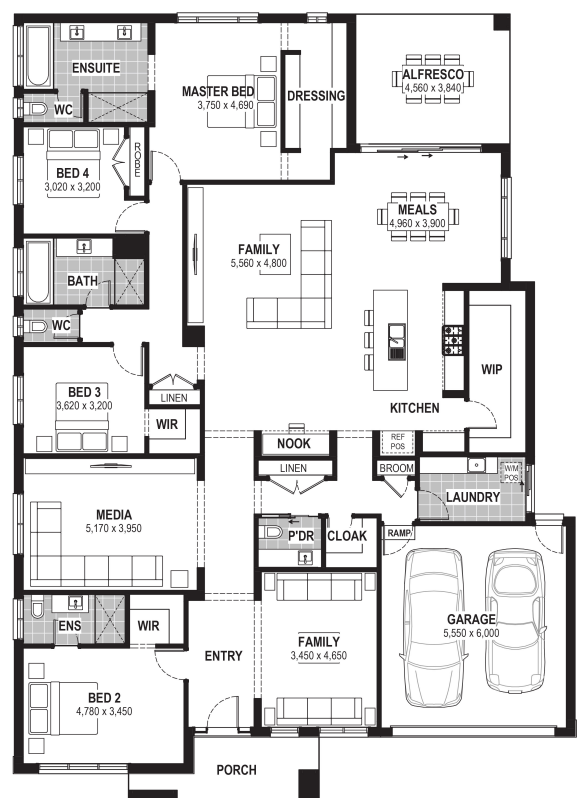 ENSUITE
WC
MASTER BED
3,750 x 4,690
DRESSING
ALFRESCO
4,560 x 3,840
BED 4
3,020 x 3,200
ROBE
MEALS
4,960 x 3,900
FAMILY
5,560 x 4,800
BATH
WC
WIP
BED 3
3,620 x 3,200
LINEN
WIR
KITCHEN
NOOK
REF
POS
LINEN
BROOM
W/M
POS
LAUNDRY
MEDIA
5,170 x 3,950
P'DR
CLOAK
RAMP
ENS
WIR
GARAGE
5,550 x 6,000
FAMILY
3,450 x 4,650
ENTRY
BED 2
4,780 x 3,450
PORCH